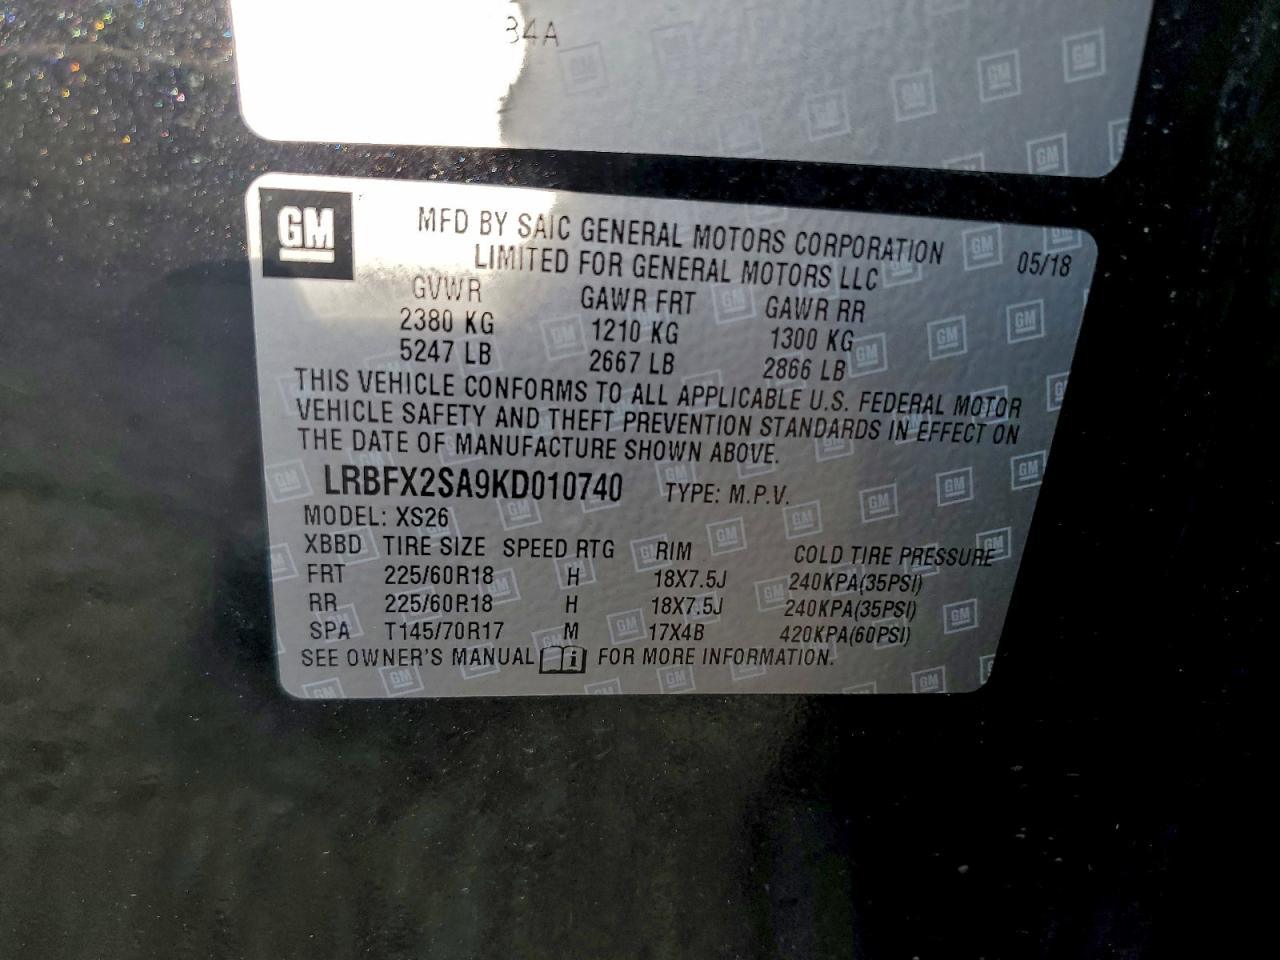 34A
GM
MFD BY SAIC GENERAL MOTORS CORPORATION
LIMITED FOR GENERAL MOTORS LLC
05/18
GVWR GAWR FRT GAWR RR
2380 KG 1210 KG 1300 KG
5247 LB 2667 LB 2866 LB
THIS VEHICLE CONFORMS TO ALL APPLICABLE U.S. FEDERAL MOTOR
VEHICLE SAFETY AND THEFT PREVENTION STANDARDS IN EFFECT ON
THE DATE OF MANUFACTURE SHOWN ABOVE.
LRBFX2SA9KD010740 TYPE: M.P.V.
MODEL: XS26
XBBD TIRE SIZE SPEED RTG RIM COLD TIRE PRESSURE
FRT 225/60R18 H 18X7.5J 240KPA(35PSI)
RR 225/60R18 H 18X7.5J 240KPA(35PSI)
SPA T145/70R17 M 17X4B 420KPA(60PSI)
SEE OWNER'S MANUAL i FOR MORE INFORMATION.